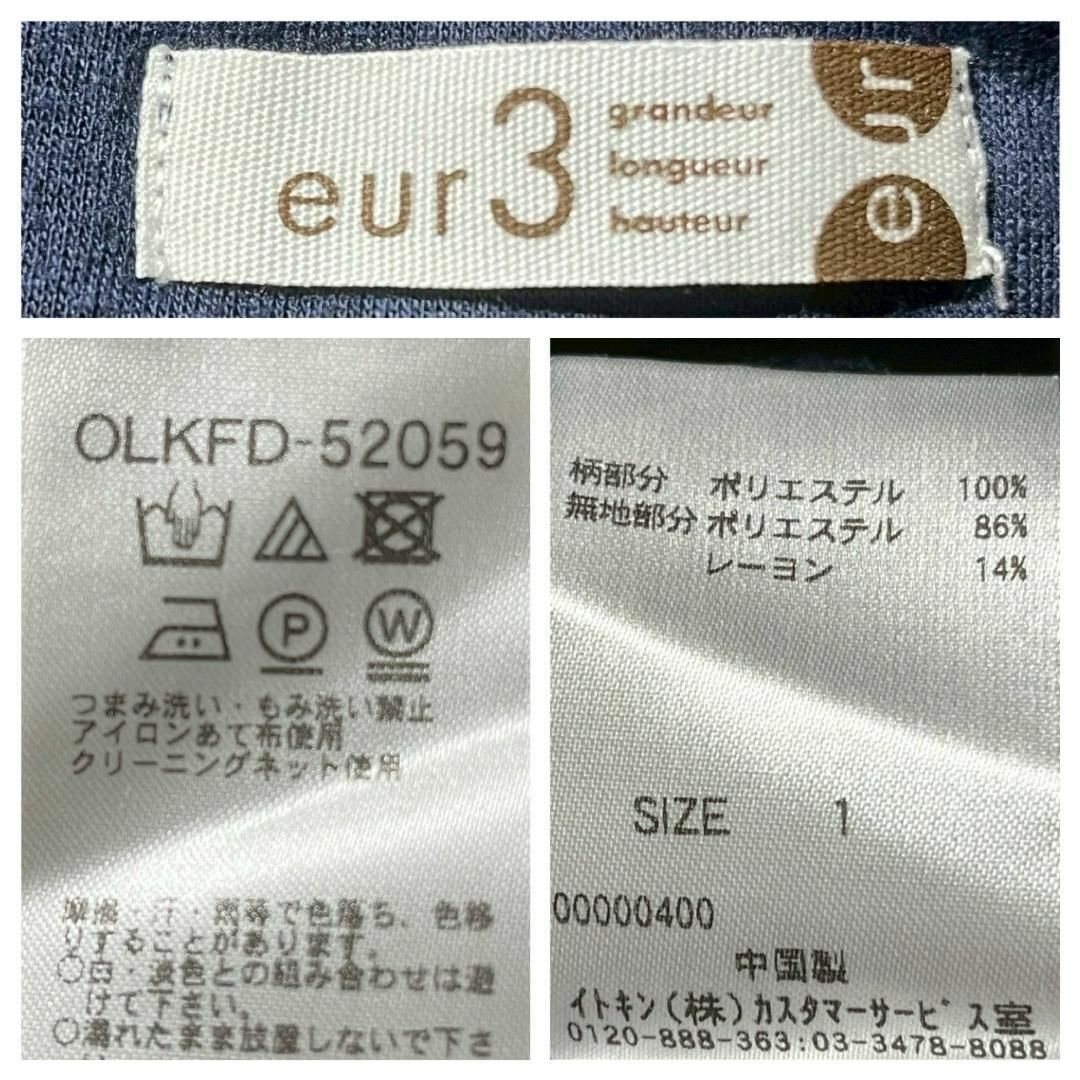 eur3
grandeur
longueur
hauteur
e
ur
OLKFD-52059
P
W
つまみ洗い・もみ洗い禁止
アイロンあて布使用
クリーニングネット使用
摩擦・汗・雨等で色落ち、色移
りすることがあります。
○白・淡色との組み合わせは避
けて下さい。
○濡れたまま放置しないで下さ
柄部分 ポリエステル 100%
無地部分 ポリエステル 86%
レーヨン 14%
SIZE 1
00000400
中国製
イトキン(株)カスタマーサービス室
0120-888-363:03-3478-8088